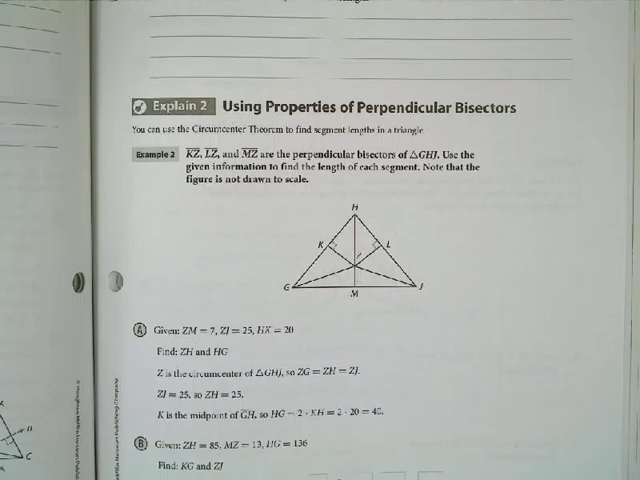 Explain 2 Using Properties of Perpendicular Bisectors
You can use the Circumcenter Theorem to find segment lengths in a triangle.
Example 2 KZ, LZ, and MZ are the perpendicular bisectors of △GHJ. Use the
given information to find the length of each segment. Note that the
figure is not drawn to scale.
H
K L
Z
G J
M
A Given: ZM = 7, ZJ = 25, HK = 20
Find: ZH and HG
Z is the circumcenter of △GHJ, so ZG = ZH = ZJ.
ZJ = 25, so ZH = 25.
K is the midpoint of GH, so HG = 2 · KH = 2 · 20 = 40.
B Given: ZH = 85, MZ = 13, HG = 136
Find: KG and ZJ
A
B
C